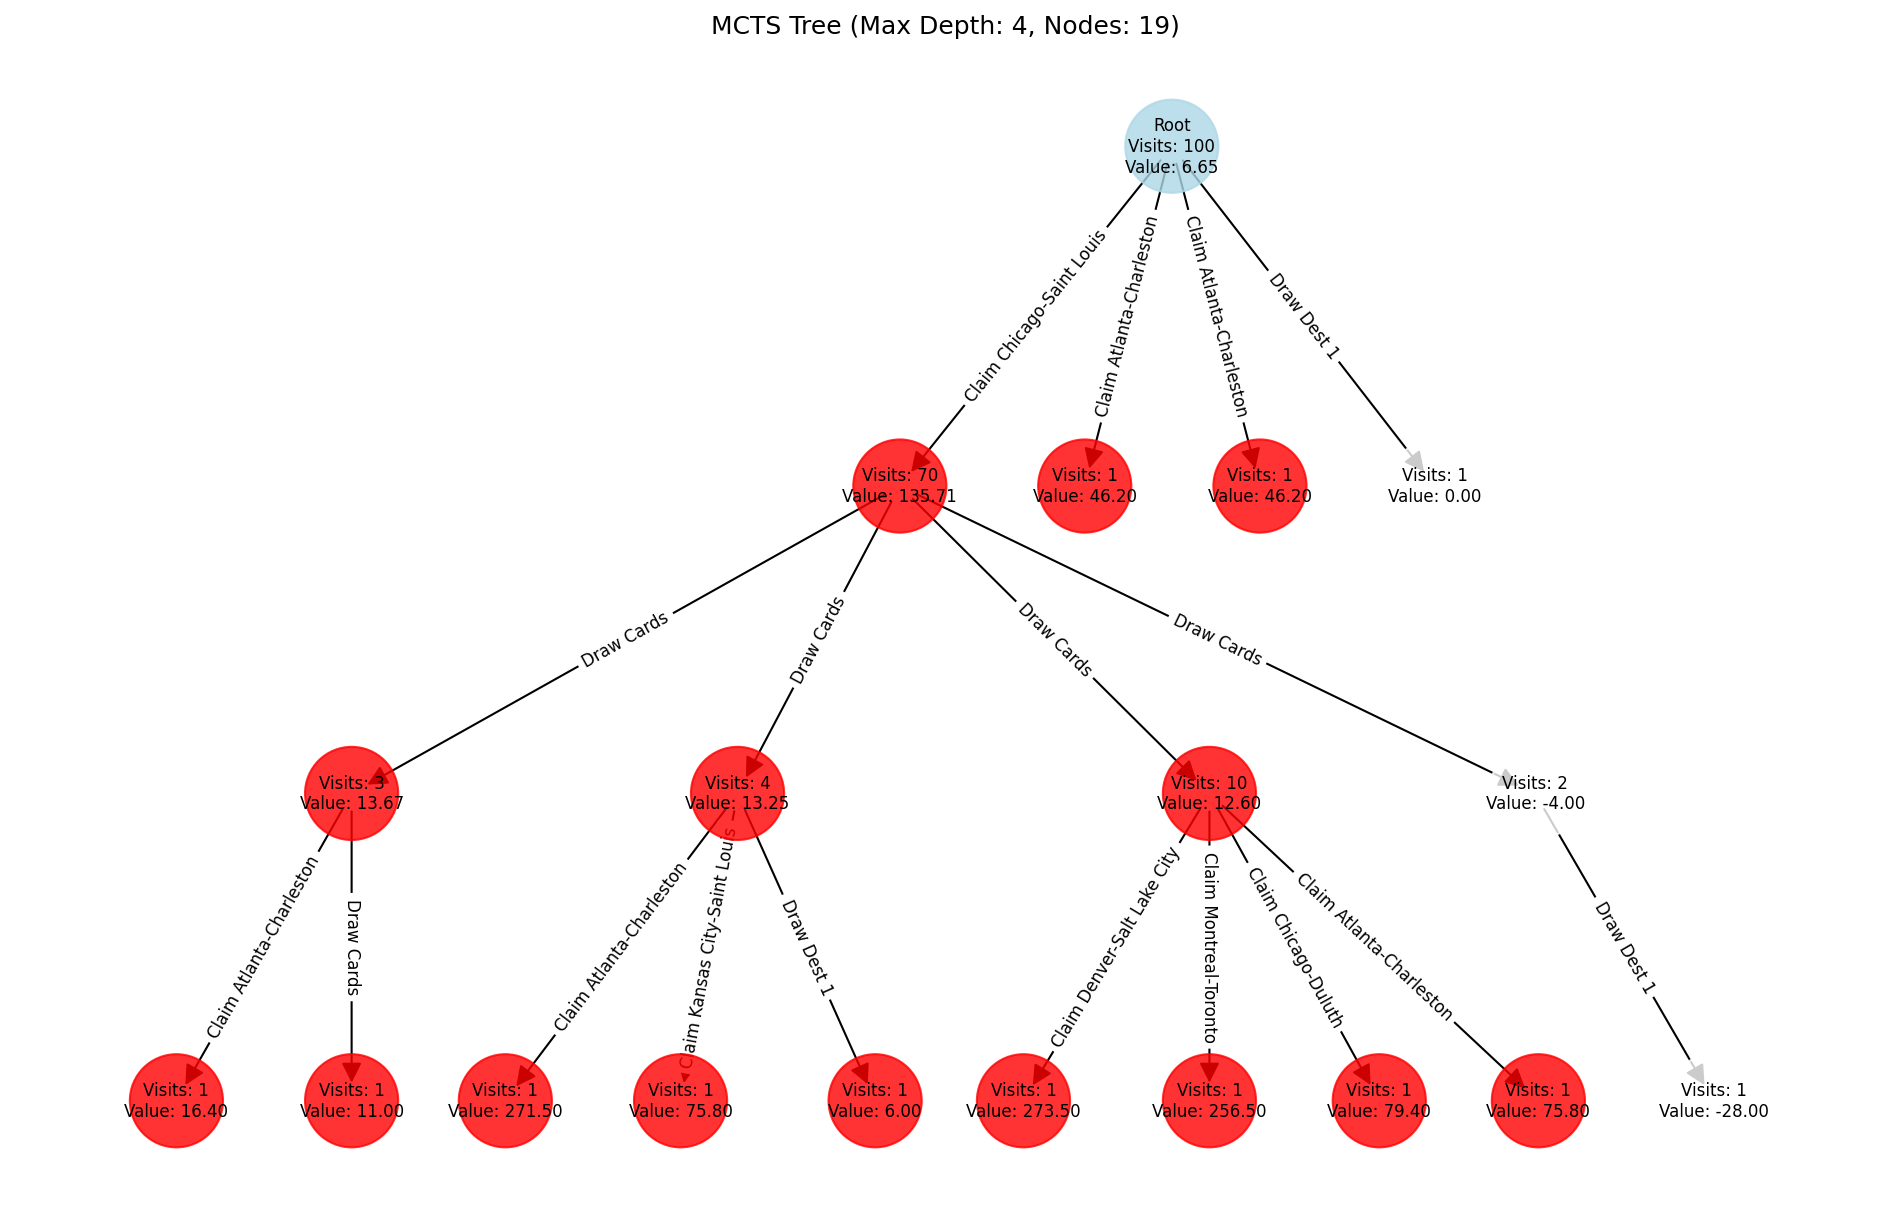 MCTS Tree (Max Depth: 4, Nodes: 19)
Root
Visits: 100
Value: 6.65
Claim Chicago-Saint Louis
Claim Atlanta-Charleston
Claim Atlanta-Charleston
Draw Dest 1
Visits: 70
Value: 135.71
Visits: 1
Value: 46.20
Visits: 1
Value: 46.20
Visits: 1
Value: 0.00
Draw Cards
Draw Cards
Draw Cards
Draw Cards
Visits: 3
Value: 13.67
Visits: 4
Value: 13.25
Visits: 10
Value: 12.60
Visits: 2
Value: -4.00
Claim Atlanta-Charleston
Draw Cards
Claim Atlanta-Charleston
Claim Kansas City-Saint Louis
Draw Dest 1
Claim Denver-Salt Lake City
Claim Montreal-Toronto
Claim Chicago-Duluth
Claim Atlanta-Charleston
Draw Dest 1
Visits: 1
Value: 16.40
Visits: 1
Value: 11.00
Visits: 1
Value: 271.50
Visits: 1
Value: 75.80
Visits: 1
Value: 6.00
Visits: 1
Value: 273.50
Visits: 1
Value: 256.50
Visits: 1
Value: 79.40
Visits: 1
Value: 75.80
Visits: 1
Value: -28.00